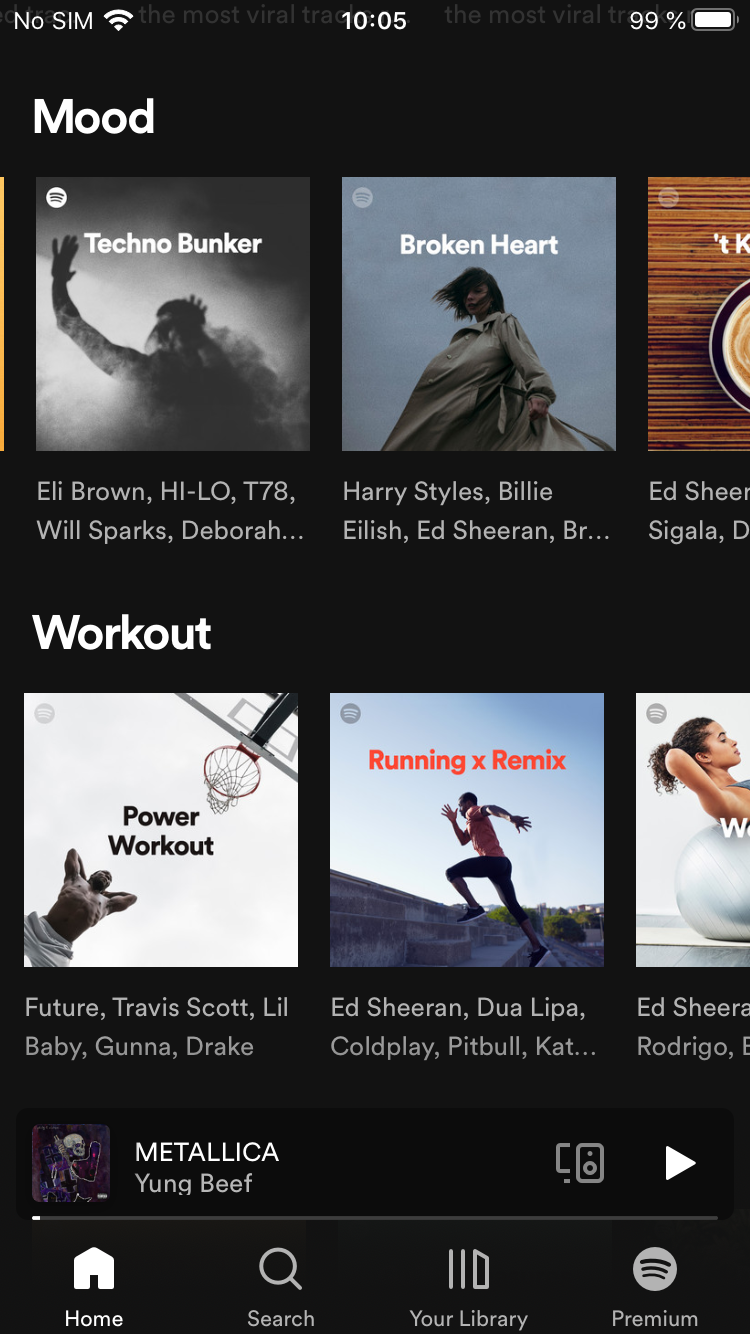 the most viral tracks
the most viral tracks
No SIM
10:05
99 %
Mood
Techno Bunker
Broken Heart
't K
Eli Brown, HI-LO, T78,
Will Sparks, Deborah...
Harry Styles, Billie
Eilish, Ed Sheeran, Br...
Ed Sheer
Sigala, D
Workout
Power
Workout
Running x Remix
Wo
Future, Travis Scott, Lil
Baby, Gunna, Drake
Ed Sheeran, Dua Lipa,
Coldplay, Pitbull, Kat...
Ed Sheera
Rodrigo, B
METALLICA
Yung Beef
Home
Search
Your Library
Premium